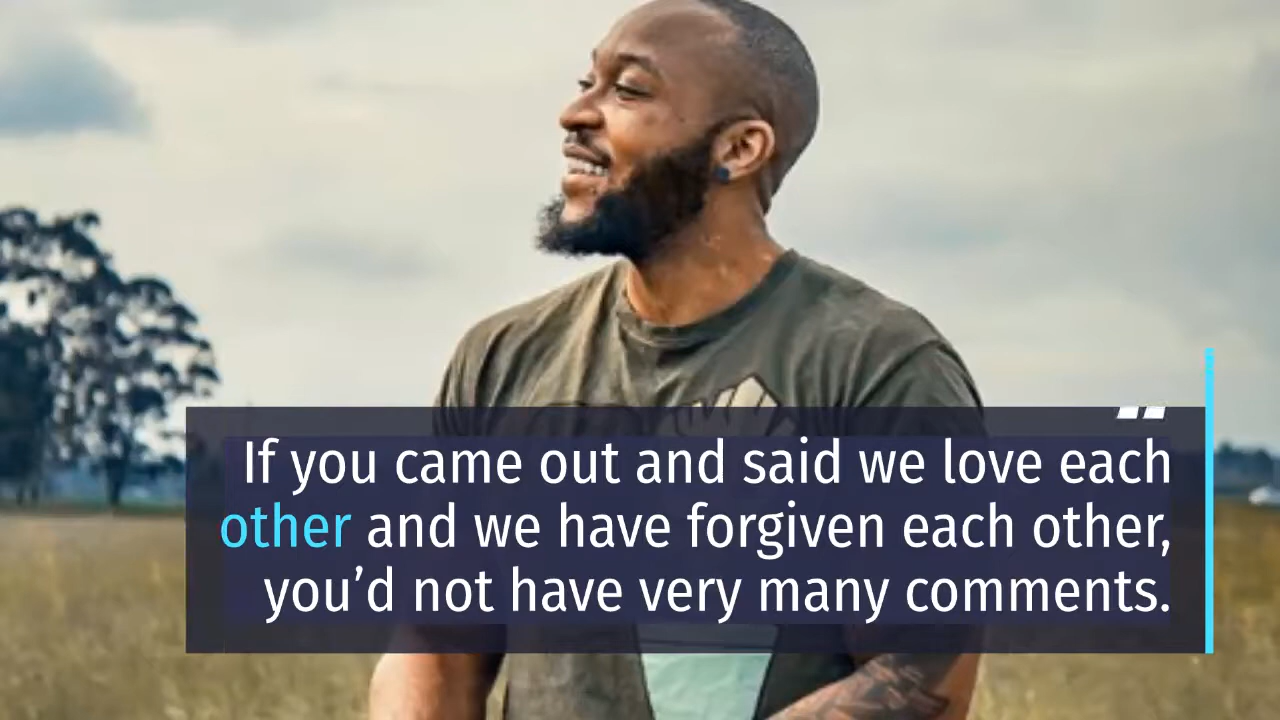 "
If you came out and said we love each
other and we have forgiven each other,
you’d not have very many comments.